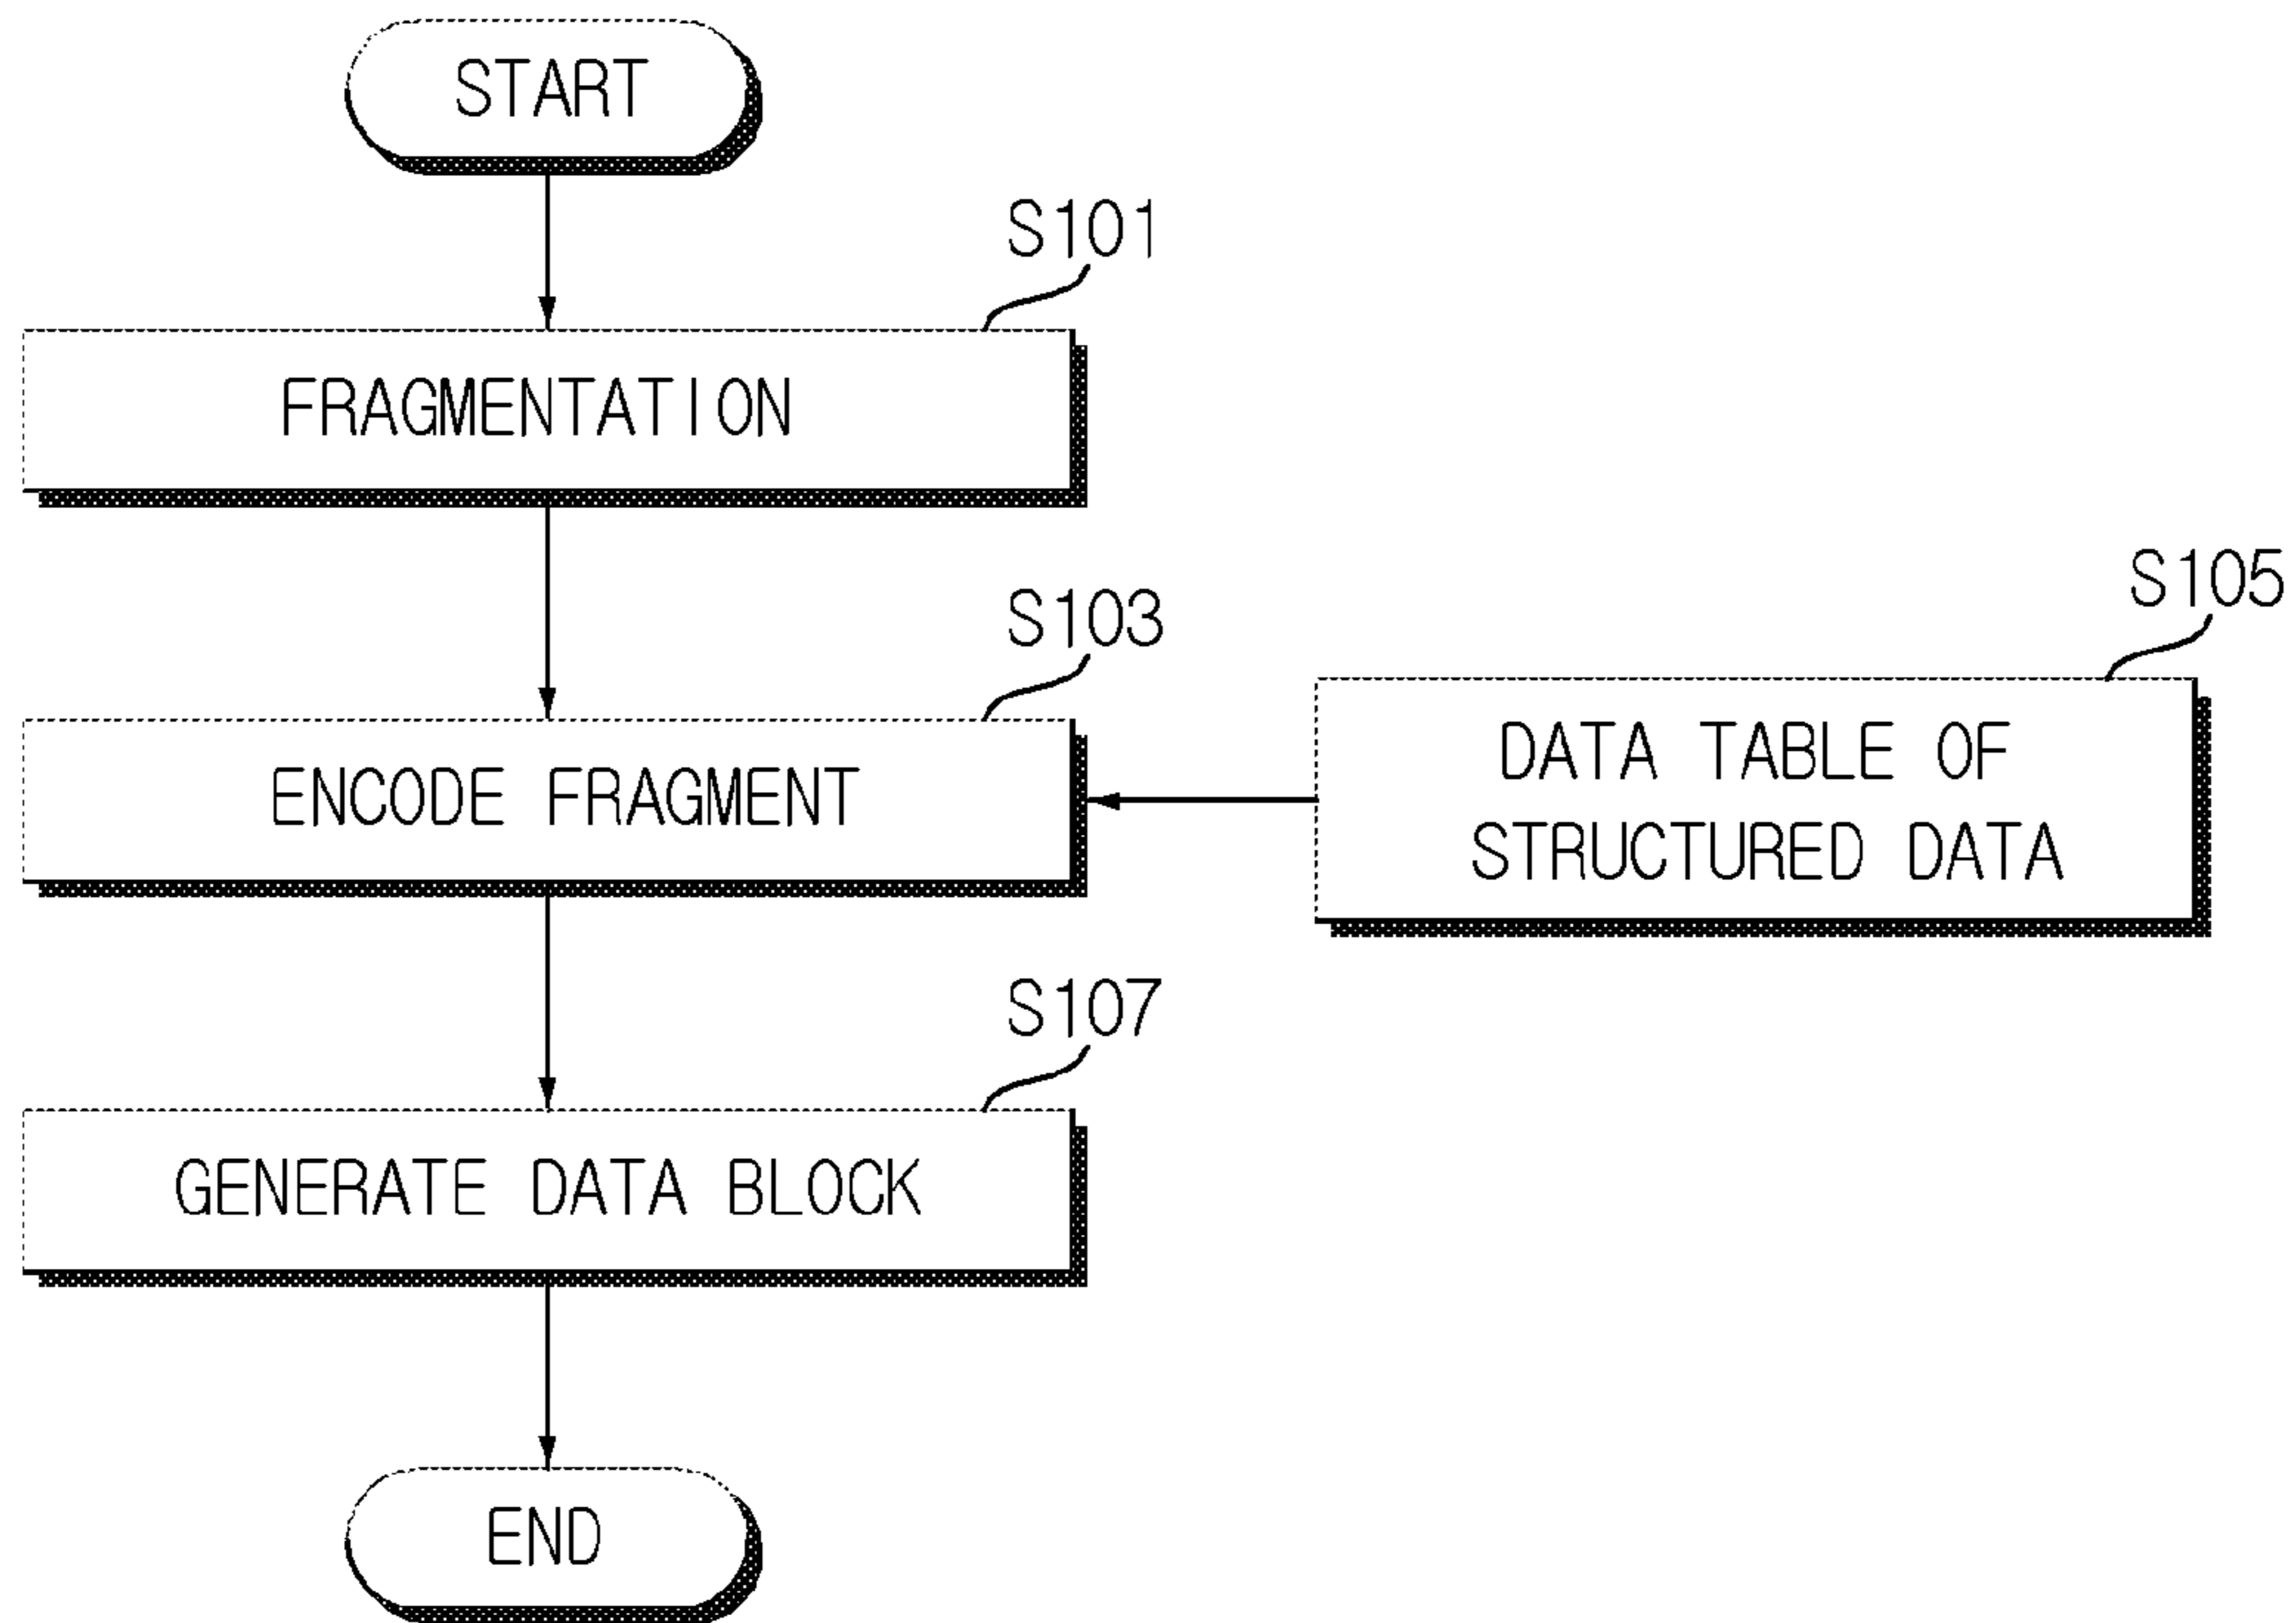 START
S101
FRAGMENTATION
S103
ENCODE FRAGMENT
S105
DATA TABLE OF
STRUCTURED DATA
S107
GENERATE DATA BLOCK
END